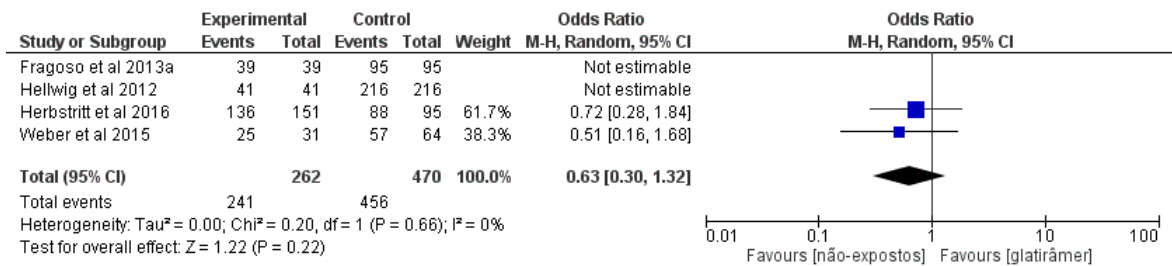 Experimental Control Odds Ratio Odds Ratio
Study or Subgroup Events Total Events Total Weight M-H, Random, 95% CI M-H, Random, 95% CI
Fragoso et al 2013a 39 39 95 95 Not estimable
Hellwig et al 2012 41 41 216 216 Not estimable
Herbstritt et al 2016 136 151 88 95 61.7% 0.72 [0.28, 1.84]
Weber et al 2015 25 31 57 64 38.3% 0.51 [0.16, 1.68]
Total (95% CI) 262 470 100.0% 0.63 [0.30, 1.32]
Total events 241 456
Heterogeneity: Tau² = 0.00; Chi² = 0.20, df = 1 (P = 0.66); I² = 0%
Test for overall effect: Z = 1.22 (P = 0.22)
0.01 0.1 1 10 100
Favours [não-expostos] Favours [glatirâmer]